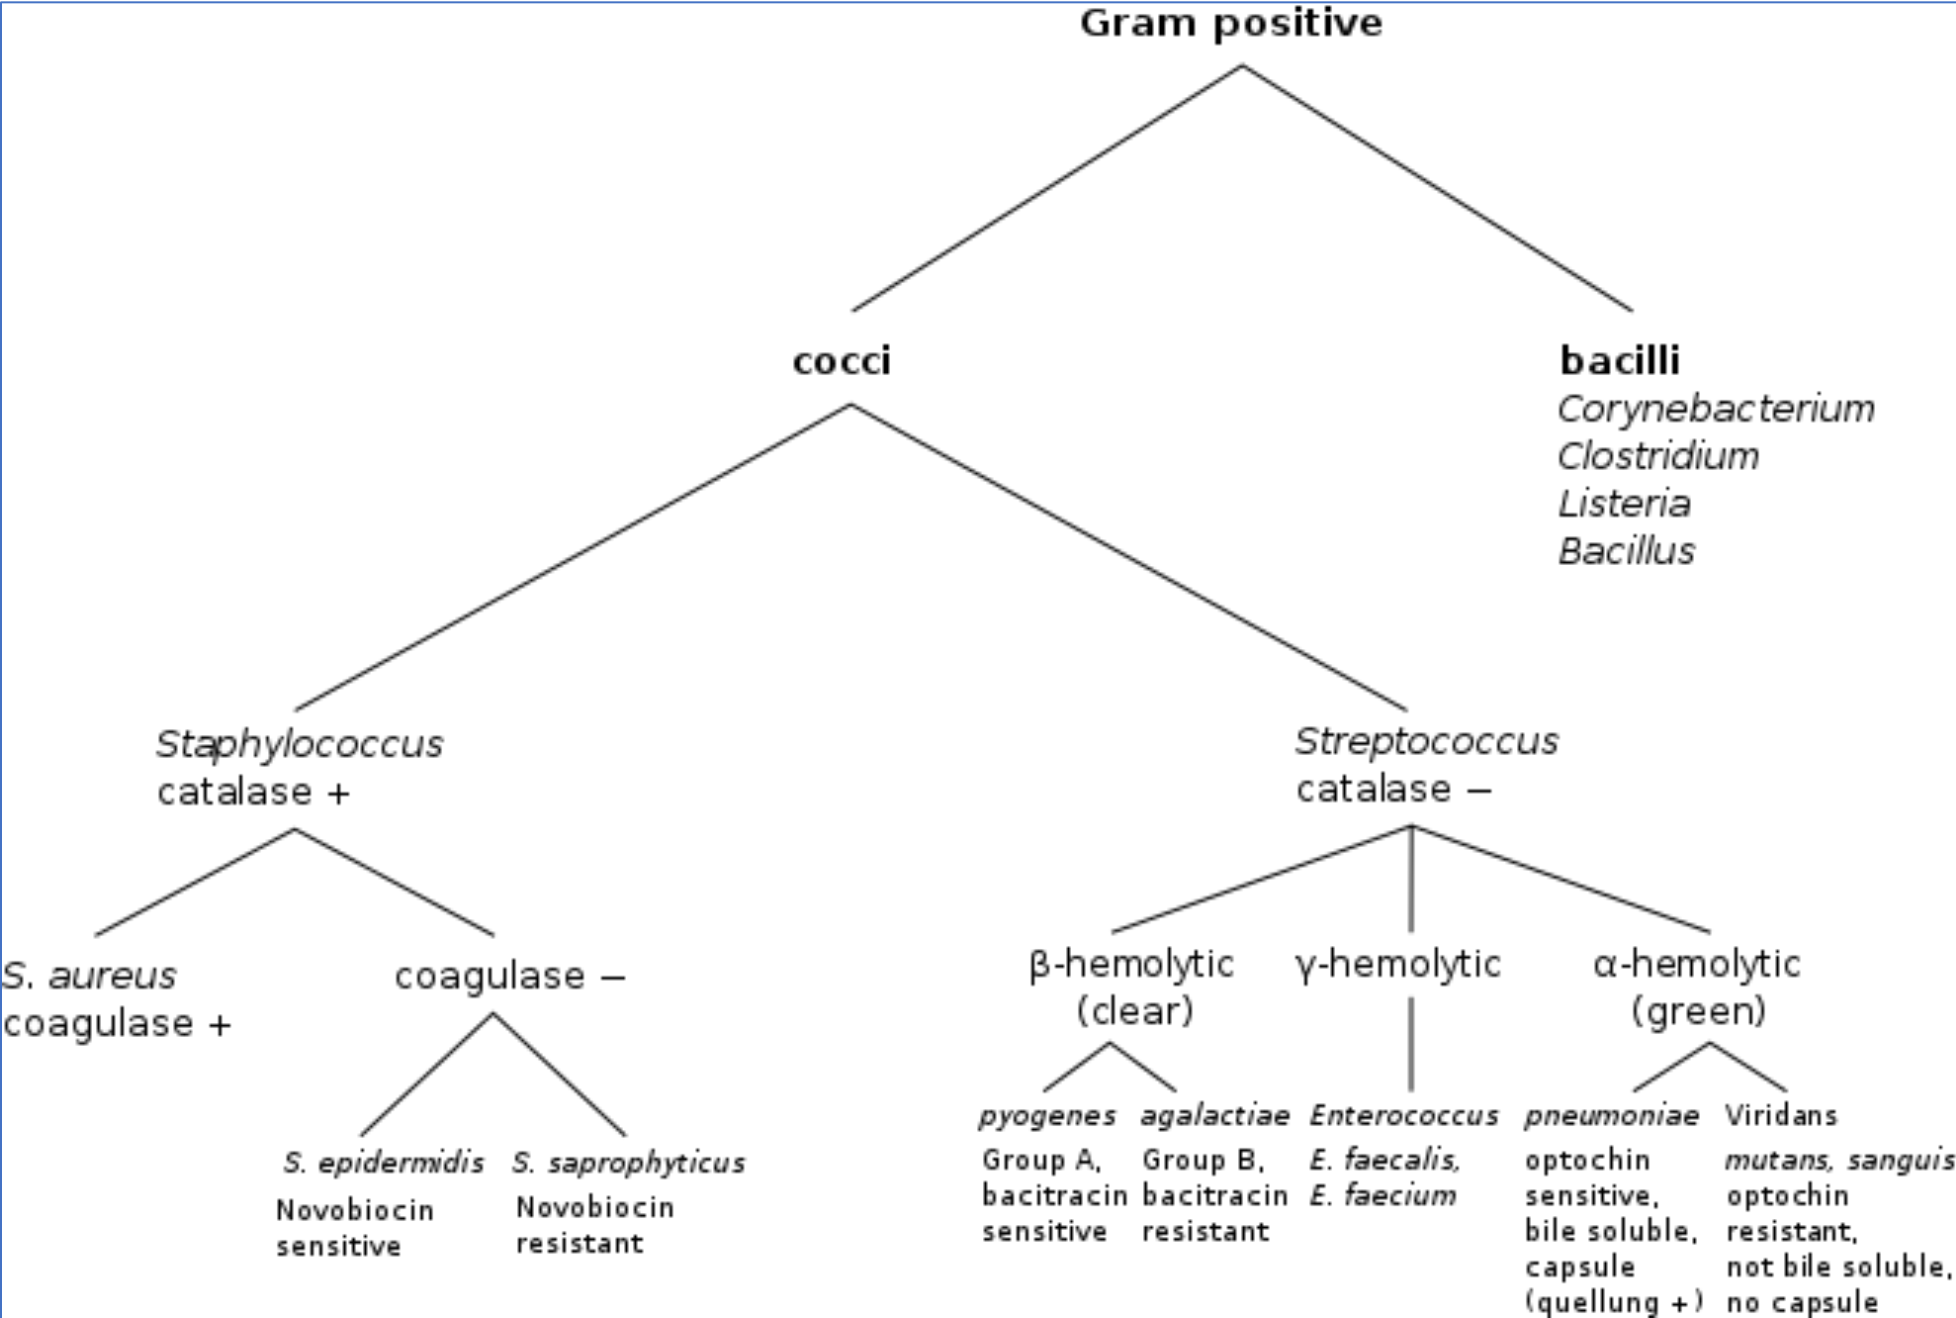 Gram positive
cocci
bacilli
Corynebacterium
Clostridium
Listeria
Bacillus
Staphylococcus
catalase +
Streptococcus
catalase −
S. aureus
coagulase +
coagulase −
S. epidermidis
Novobiocin
sensitive
S. saprophyticus
Novobiocin
resistant
β-hemolytic
(clear)
γ-hemolytic
α-hemolytic
(green)
pyogenes
Group A,
bacitracin
sensitive
agalactiae
Group B,
bacitracin
resistant
Enterococcus
E. faecalis,
E. faecium
pneumoniae
optochin
sensitive,
bile soluble,
capsule
(quellung +)
Viridans
mutans, sanguis
optochin
resistant,
not bile soluble,
no capsule